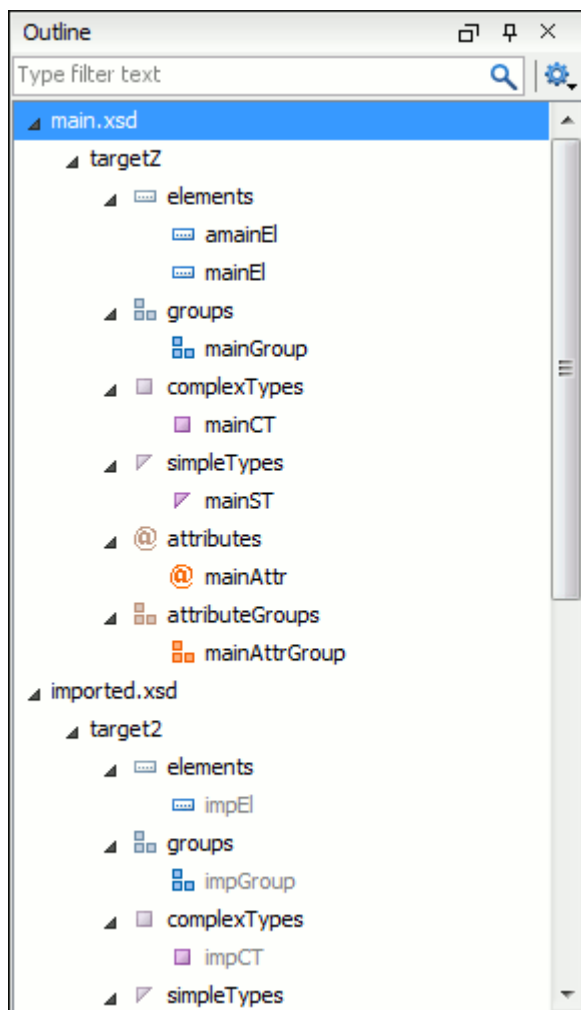 Outline
Type filter text
main.xsd
targetZ
elements
amainEl
mainEl
groups
mainGroup
complexTypes
mainCT
simpleTypes
mainST
attributes
mainAttr
attributeGroups
mainAttrGroup
imported.xsd
target2
elements
impEl
groups
impGroup
complexTypes
impCT
simpleTypes